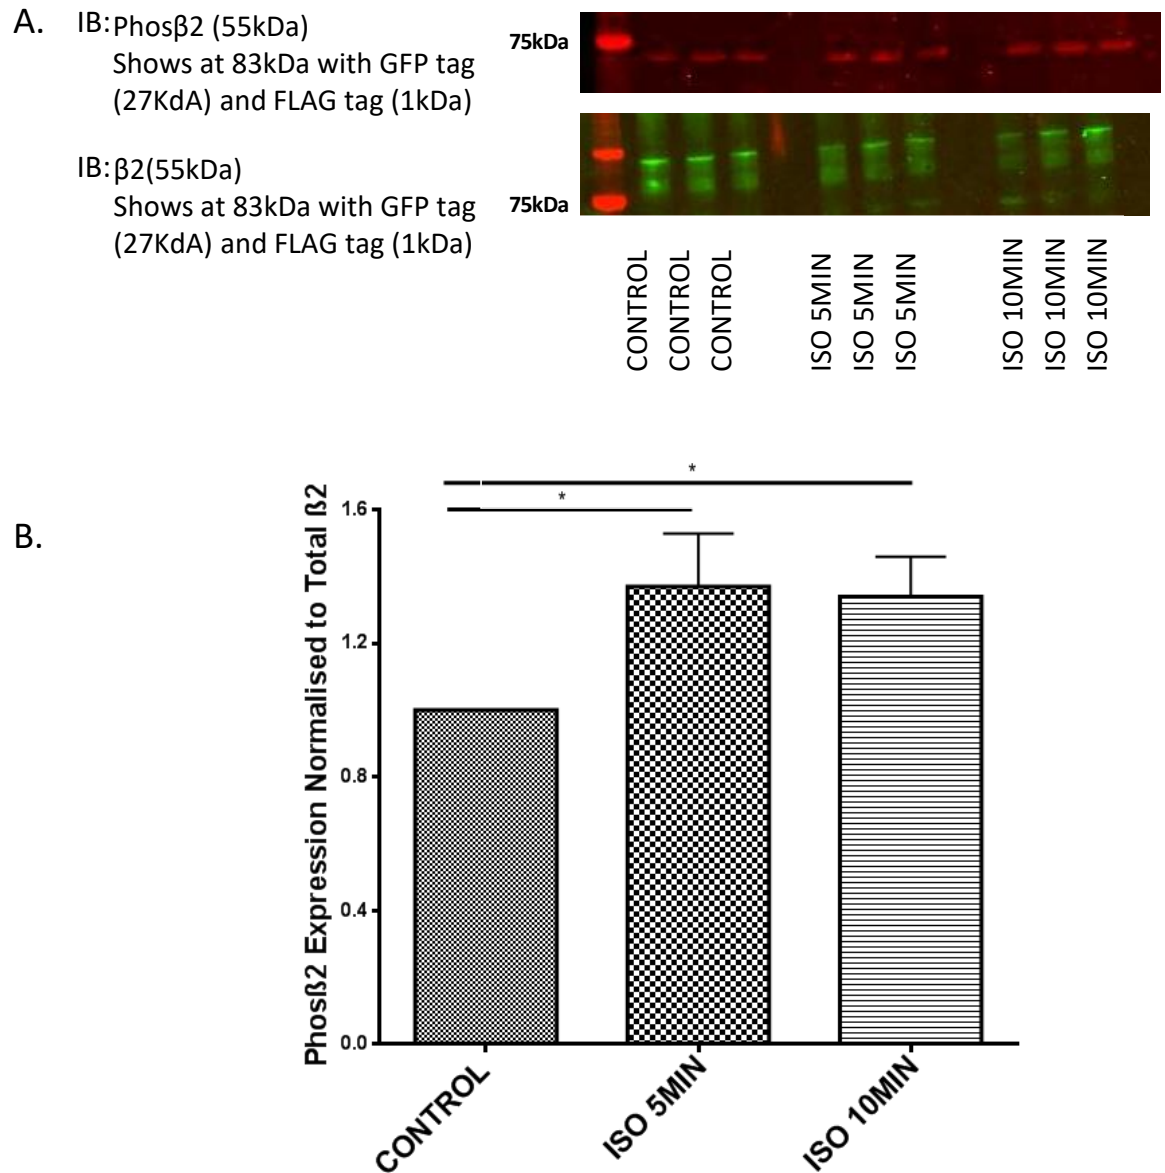 A.
IB: Phosβ2 (55kDa)
Shows at 83kDa with GFP tag
(27KdA) and FLAG tag (1kDa)
75kDa
IB: β2(55kDa)
Shows at 83kDa with GFP tag
(27KdA) and FLAG tag (1kDa)
75kDa
CONTROL
CONTROL
CONTROL
ISO 5MIN
ISO 5MIN
ISO 5MIN
ISO 10MIN
ISO 10MIN
ISO 10MIN
B.
*
*
Phosß2 Expression Normalised to Total ß2
1.6
1.2
0.8
0.4
0.0
CONTROL
ISO 5MIN
ISO 10MIN